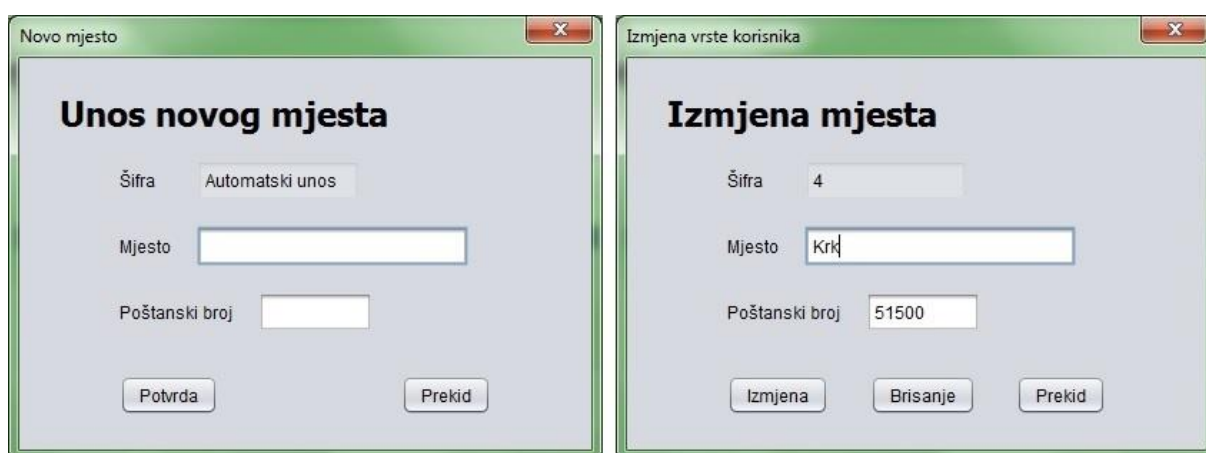 Novo mjesto
Unos novog mjesta
Šifra Automatski unos
Mjesto
Poštanski broj
Potvrda Prekid
Izmjena vrste korisnika
Izmjena mjesta
Šifra 4
Mjesto Krk
Poštanski broj 51500
Izmjena Brisanje Prekid